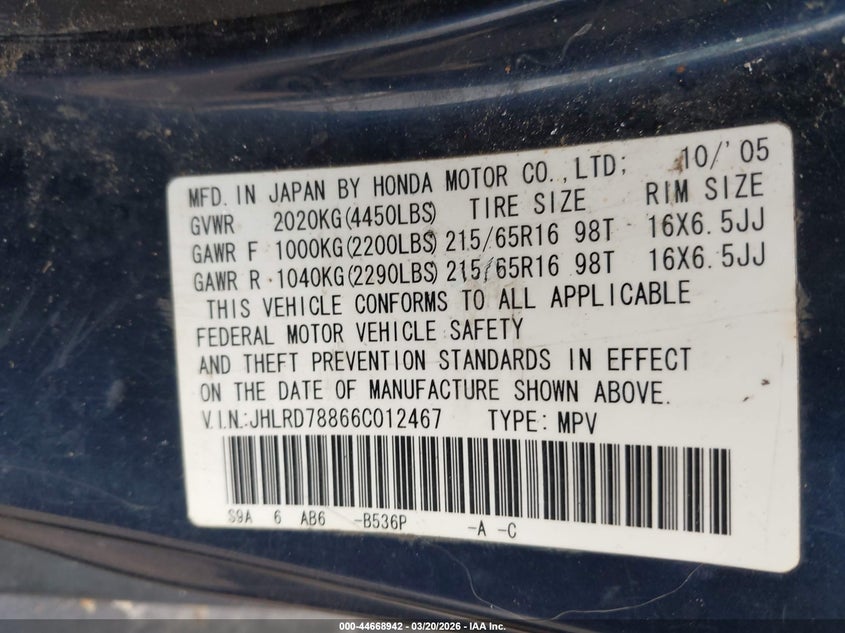 MFD. IN JAPAN BY HONDA MOTOR CO.,LTD; 10/'05
GVWR 2020KG(4450LBS) TIRE SIZE RIM SIZE
GAWR F 1000KG(2200LBS) 215/65R16 98T 16X6.5JJ
GAWR R 1040KG(2290LBS) 215/65R16 98T 16X6.5JJ
THIS VEHICLE CONFORMS TO ALL APPLICABLE
FEDERAL MOTOR VEHICLE SAFETY
AND THEFT PREVENTION STANDARDS IN EFFECT
ON THE DATE OF MANUFACTURE SHOWN ABOVE.
V.I.N.:JHLRD78866C012467 TYPE: MPV
S9A 6 AB6 -B536P -A -C
000-44668942 - 03/20/2026 - IAA Inc.